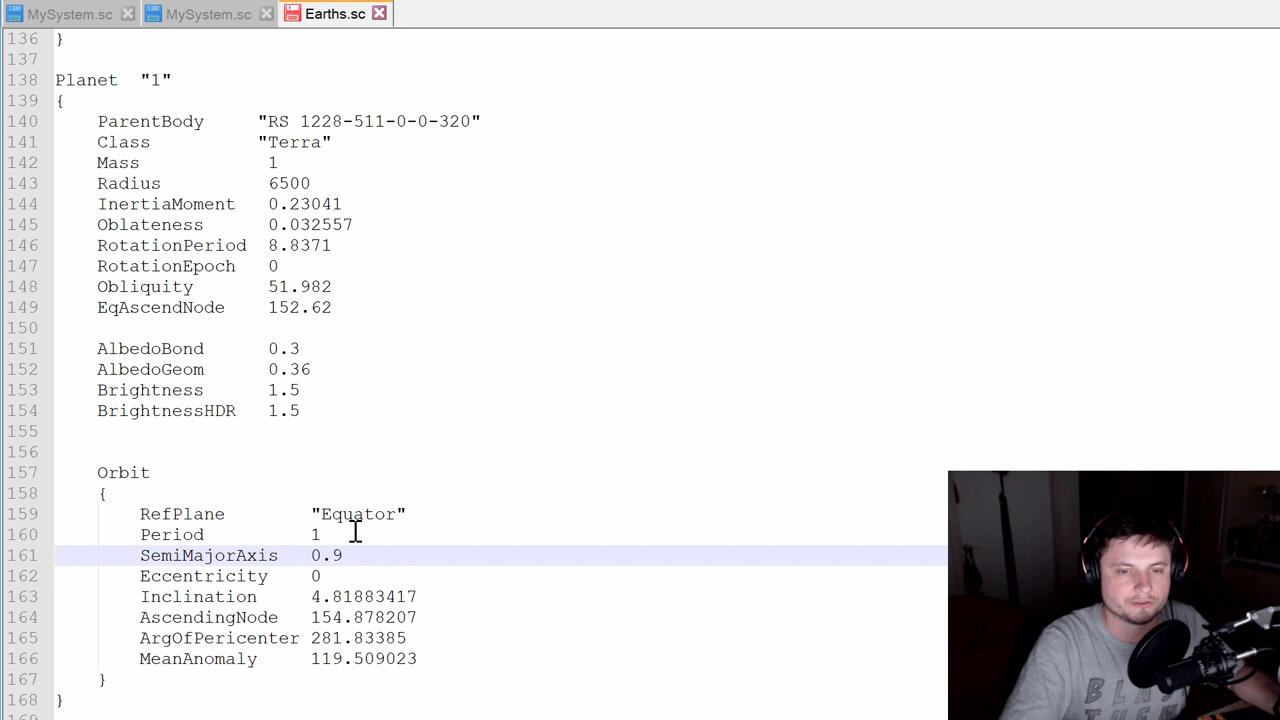 MySystem.sc MySystem.sc Earths.sc
136 }
137
138 Planet "1"
139 {
140 ParentBody "RS 1228-511-0-0-320"
141 Class "Terra"
142 Mass 1
143 Radius 6500
144 InertiaMoment 0.23041
145 Oblateness 0.032557
146 RotationPeriod 8.8371
147 RotationEpoch 0
148 Obliquity 51.982
149 EqAscendNode 152.62
150
151 AlbedoBond 0.3
152 AlbedoGeom 0.36
153 Brightness 1.5
154 BrightnessHDR 1.5
155
156
157 Orbit
158 {
159 RefPlane "Equator"
160 Period 1
161 SemiMajorAxis 0.9
162 Eccentricity 0
163 Inclination 4.81883417
164 AscendingNode 154.878207
165 ArgOfPericenter 281.83385
166 MeanAnomaly 119.509023
167 }
168 }